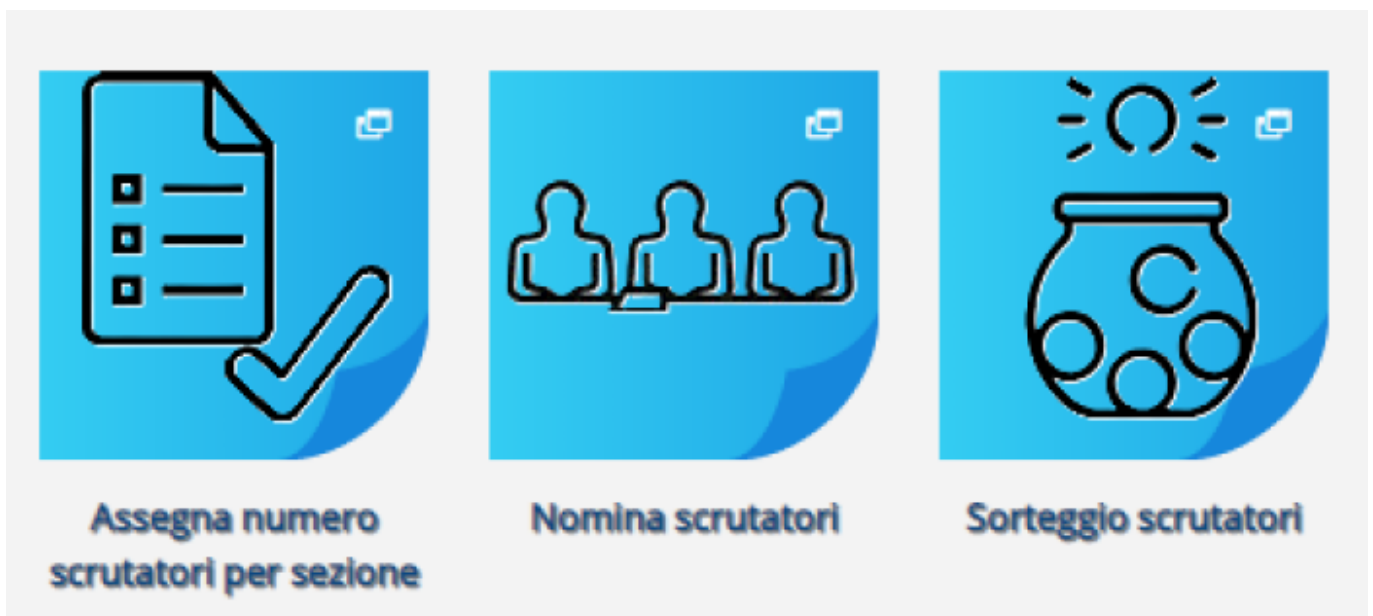 Assegna numero
scrutatori per sezione
Nomina scrutatori
Sorteggio scrutatori